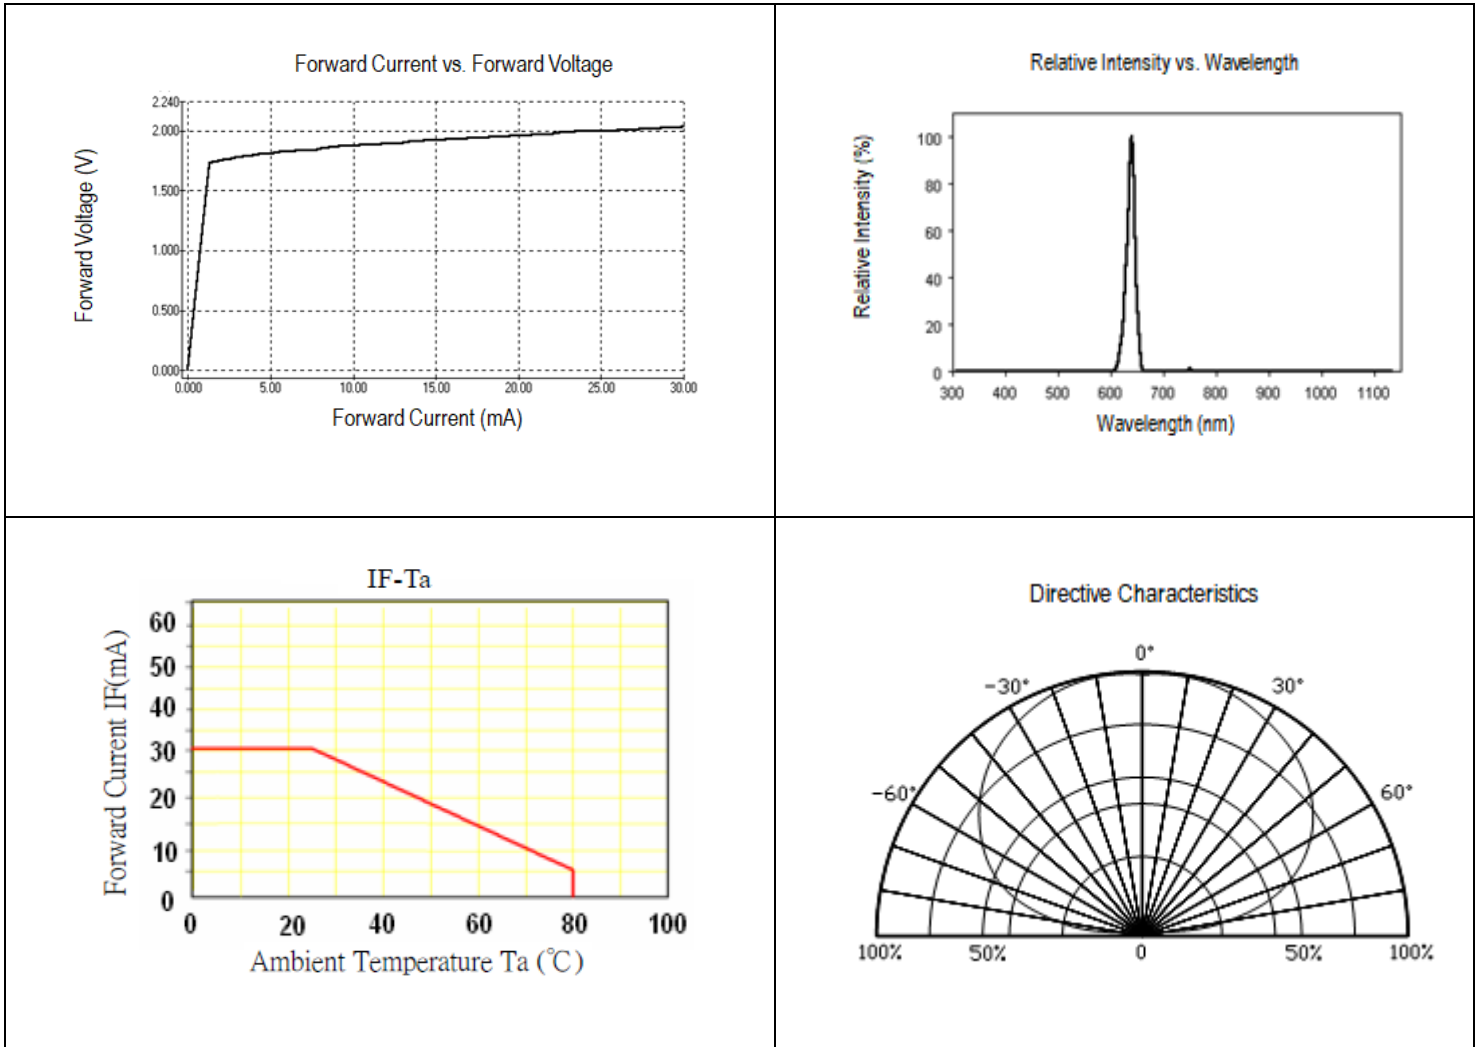 Forward Current vs. Forward Voltage
2.240
2.000
1.500
1.000
0.500
0.000
Forward Voltage (V)
0.000 5.00 10.00 15.00 20.00 25.00 30.00
Forward Current (mA)
Relative Intensity vs. Wavelength
100
80
60
40
20
0
Relative Intensity (%)
300 400 500 600 700 800 900 1000 1100
Wavelength (nm)
IF-Ta
60
50
40
30
20
10
0
Forward Current IF(mA)
0 20 40 60 80 100
Ambient Temperature Ta (℃)
Directive Characteristics
0°
-30° 30°
-60° 60°
100% 50% 0 50% 100%